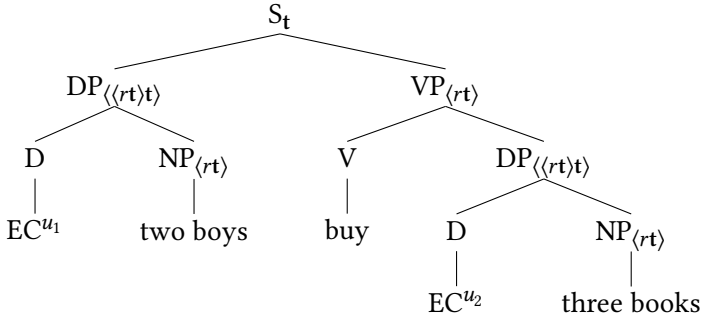 S_t
DP_⟨⟨rt⟩t⟩ VP_⟨rt⟩
D NP_⟨rt⟩ V DP_⟨⟨rt⟩t⟩
EC^u₁ two boys buy D NP_⟨rt⟩
EC^u₂ three books